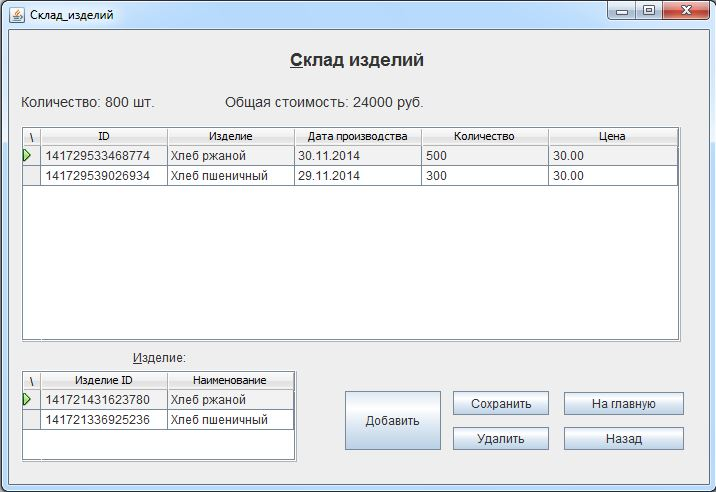 Склад_изделий
Склад изделий
Количество: 800 шт. Общая стоимость: 24000 руб.
\ ID Изделие Дата производства Количество Цена
141729533468774 Хлеб ржаной 30.11.2014 500 30.00
141729539026934 Хлеб пшеничный 29.11.2014 300 30.00
Изделие:
\ Изделие ID Наименование
141721431623780 Хлеб ржаной
141721336925236 Хлеб пшеничный
Добавить
Сохранить На главную
Удалить Назад